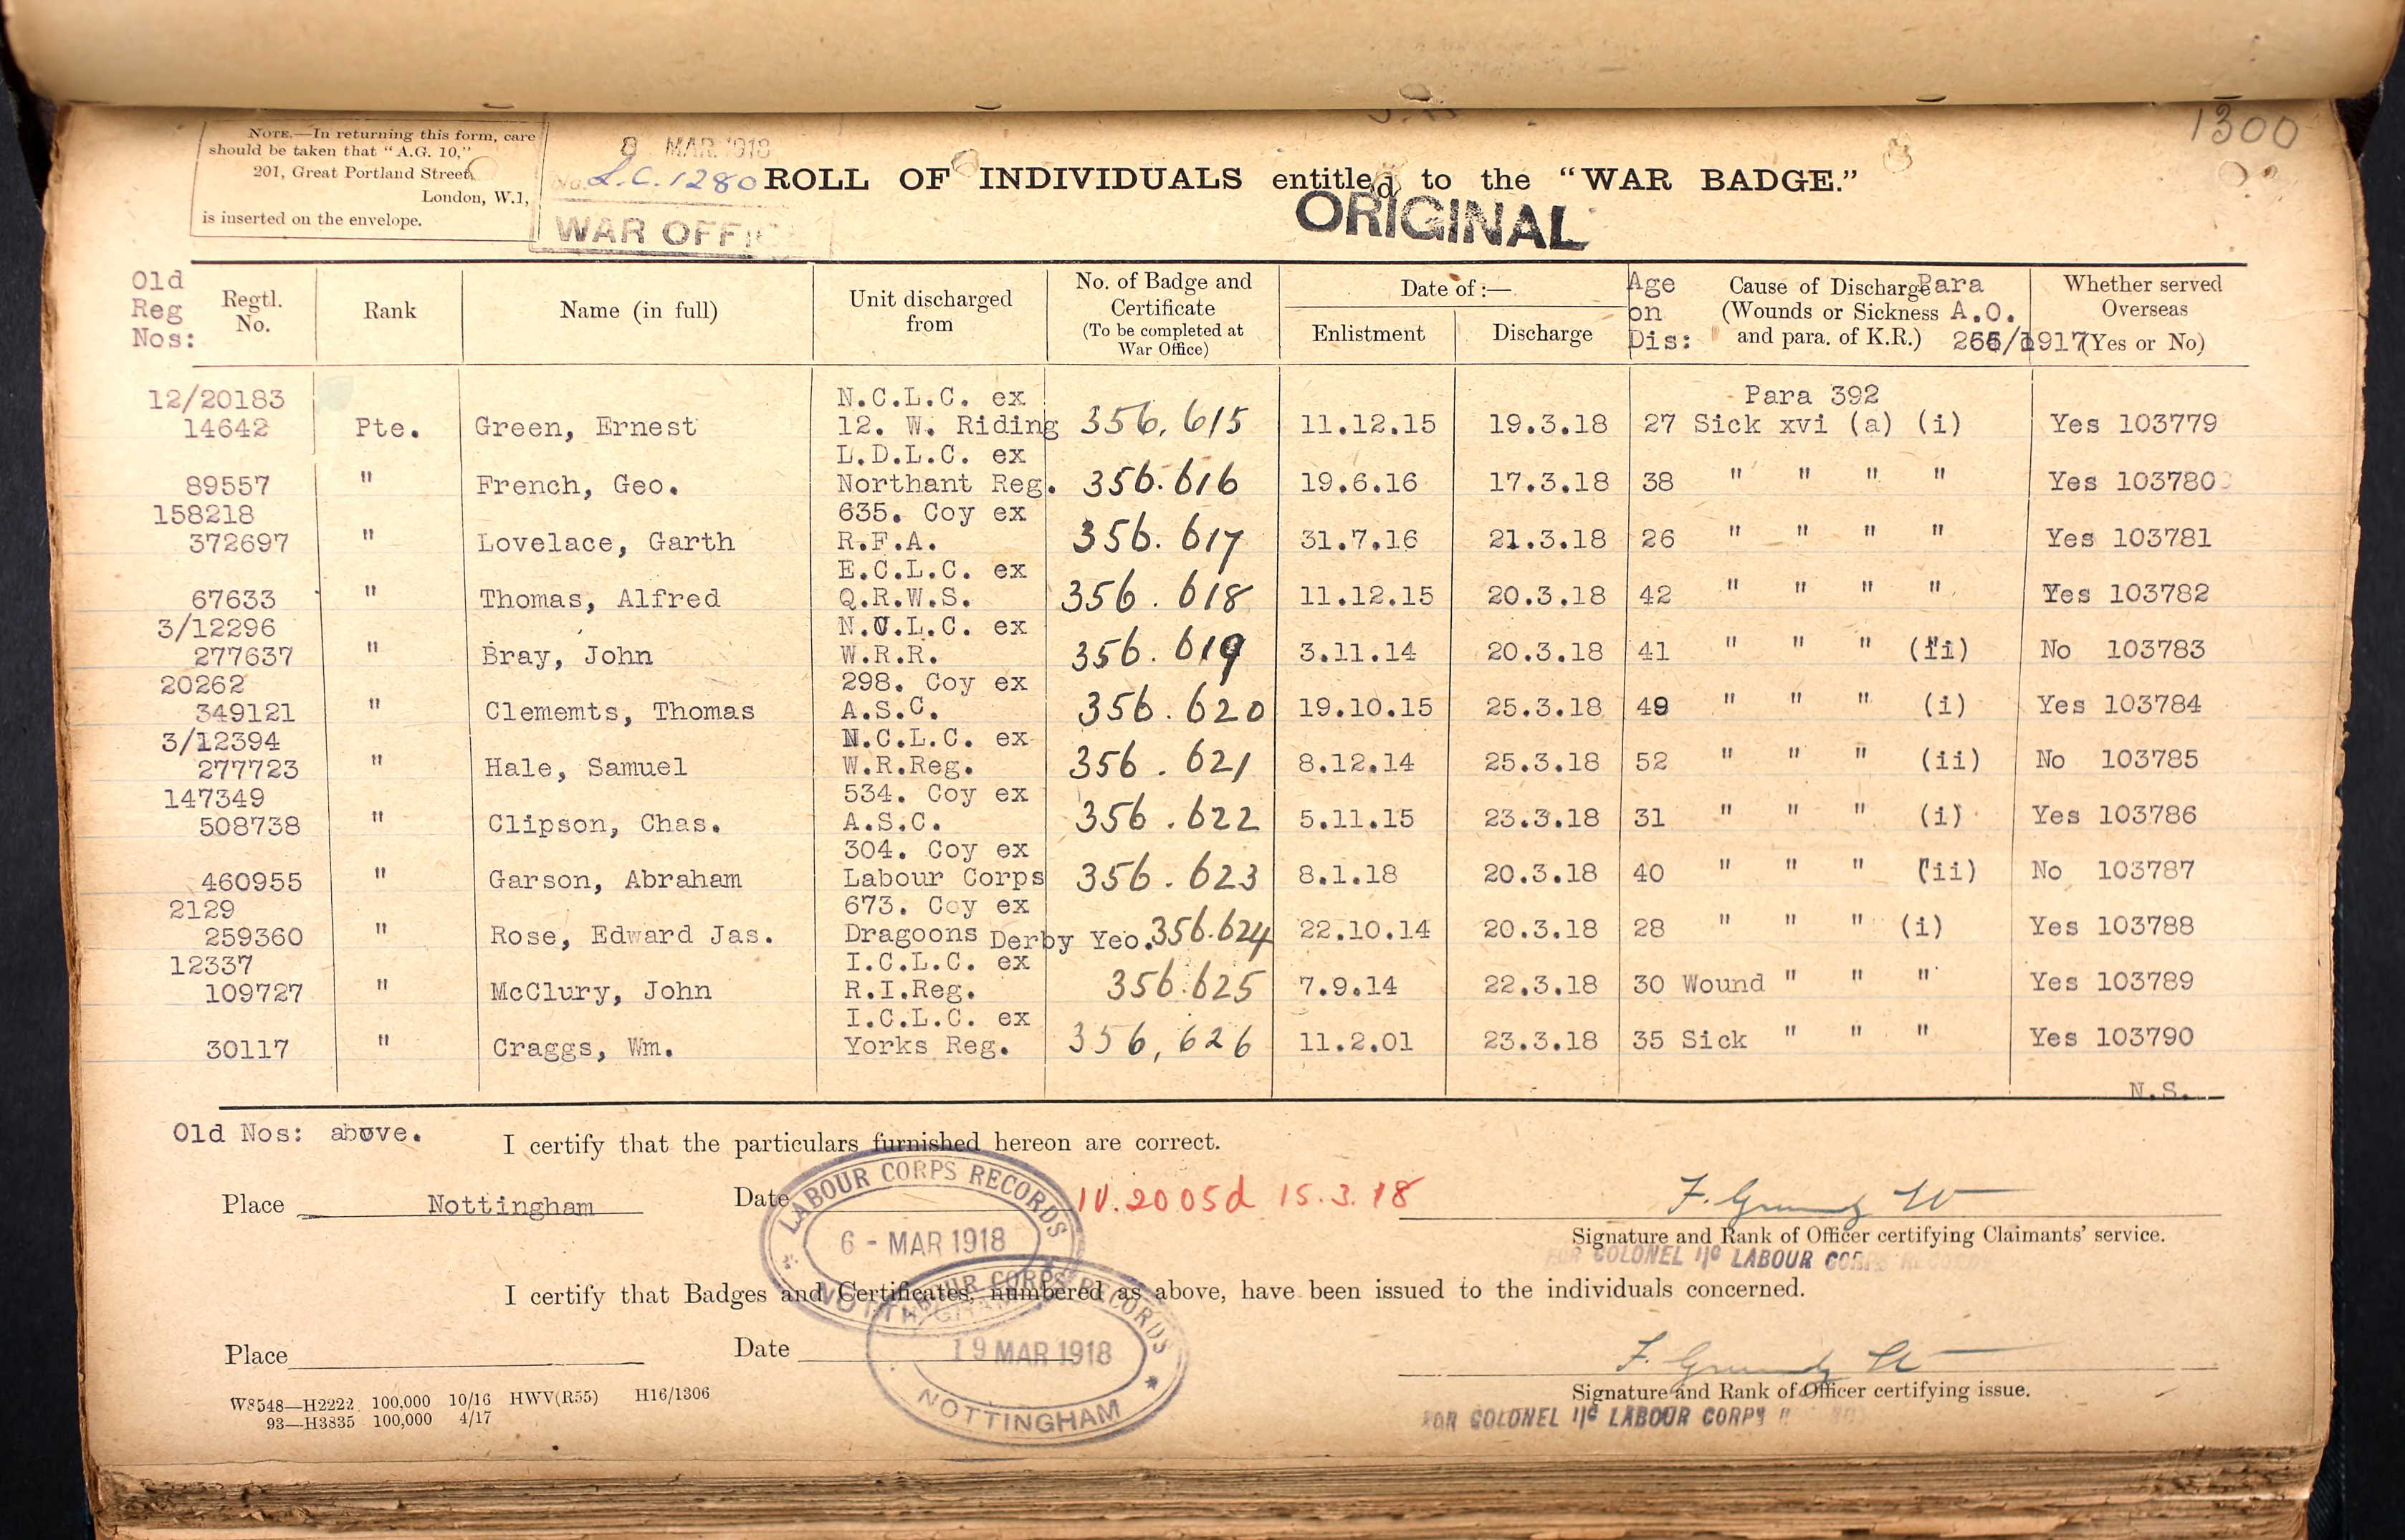 1300
NOTE.—In returning this form, care
should be taken that "A.G. 10,"
201, Great Portland Street,
London, W.1,
is inserted on the envelope.
8 MAR 1918
No. L.C. 1280
WAR OFFIC
ROLL OF INDIVIDUALS entitled to the "WAR BADGE."
ORIGINAL
Old Reg Nos: Regtl. No. Rank Name (in full) Unit discharged from No. of Badge and Certificate (To be completed at War Office) Date of:— Enlistment Discharge Age on Dis: Cause of Discharge (Wounds or Sickness and para. of K.R.) Para A.O. 265/1917 Whether served Overseas (Yes or No)
12/20183 N.C.L.C. ex Para 392
14642 Pte. Green, Ernest 12. W. Riding 356,615 11.12.15 19.3.18 27 Sick xvi (a) (i) Yes 103779
L.D.L.C. ex
89557 " French, Geo. Northant Reg. 356.616 19.6.16 17.3.18 38 " " " " Yes 103780
158218 635. Coy ex
372697 " Lovelace, Garth R.F.A. 356.617 31.7.16 21.3.18 26 " " " " Yes 103781
E.C.L.C. ex
67633 " Thomas, Alfred Q.R.W.S. 356.618 11.12.15 20.3.18 42 " " " " Yes 103782
3/12296 N.C.L.C. ex
277637 " Bray, John W.R.R. 356.619 3.11.14 20.3.18 41 " " " (ii) No 103783
20262 298. Coy ex
349121 " Clememts, Thomas A.S.C. 356.620 19.10.15 25.3.18 49 " " " (i) Yes 103784
3/12394 N.C.L.C. ex
277723 " Hale, Samuel W.R.Reg. 356.621 8.12.14 25.3.18 52 " " " (ii) No 103785
147349 534. Coy ex
508738 " Clipson, Chas. A.S.C. 356.622 5.11.15 23.3.18 31 " " " (i) Yes 103786
304. Coy ex
460955 " Garson, Abraham Labour Corps 356.623 8.1.18 20.3.18 40 " " " (ii) No 103787
2129 673. Coy ex
259360 " Rose, Edward Jas. Dragoons Derby Yeo. 356.624 22.10.14 20.3.18 28 " " " (i) Yes 103788
12337 I.C.L.C. ex
109727 " McClury, John R.I.Reg. 356.625 7.9.14 22.3.18 30 Wound " " " Yes 103789
I.C.L.C. ex
30117 " Craggs, Wm. Yorks Reg. 356,626 11.2.01 23.3.18 35 Sick " " " Yes 103790
N.S.
Old Nos: above.
I certify that the particulars furnished hereon are correct.
Place Nottingham Date IV.2005d 15.3.18
LABOUR CORPS RECORDS
6 - MAR 1918
NOTTINGHAM
Signature and Rank of Officer certifying Claimants' service.
FOR COLONEL I/C LABOUR CORPS RECORDS
I certify that Badges and Certificates, numbered as above, have been issued to the individuals concerned.
Place Date
LABOUR CORPS RECORDS
19 MAR 1918
NOTTINGHAM
Signature and Rank of Officer certifying issue.
FOR COLONEL I/C LABOUR CORPS
W8548—H2222 100,000 10/16 HWV(R55) H16/1306
93—H3835 100,000 4/17